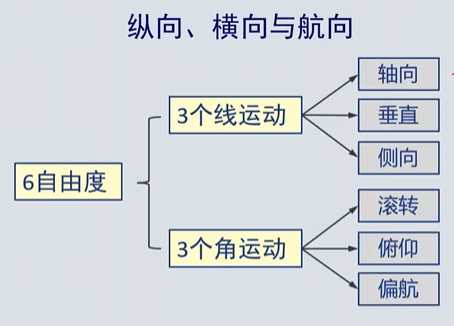 纵向、横向与航向
6自由度
3个线运动
轴向
垂直
侧向
3个角运动
滚转
俯仰
偏航